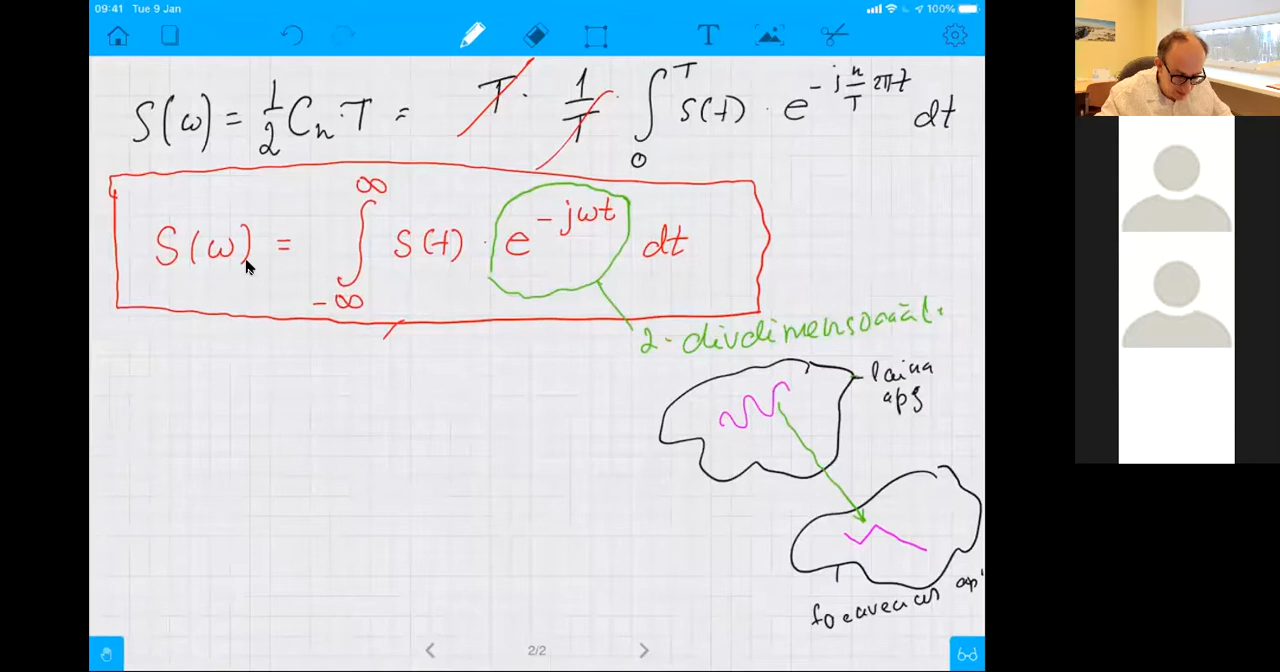 09:41 Tue 9 Jan
100%
S(ω) = 1/2 Cₙ · T = T · 1/T · ∫₀ᵀ s(t) · e^(-j n/T 2πt) dt
S(ω) = ∫_{-∞}^{∞} s(t) · e^(-jωt) dt
2-divdimensonāl.
laika
apg
2/2